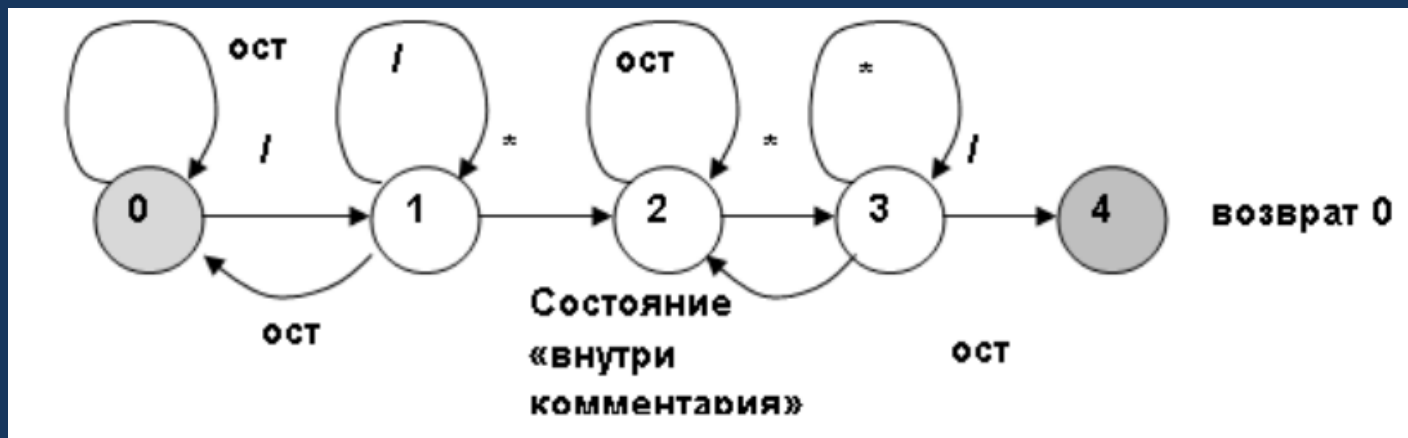 ост / ост *
/ * * /
0 1 2 3 4 возврат 0
ост
Состояние
«внутри
комментария»
ост